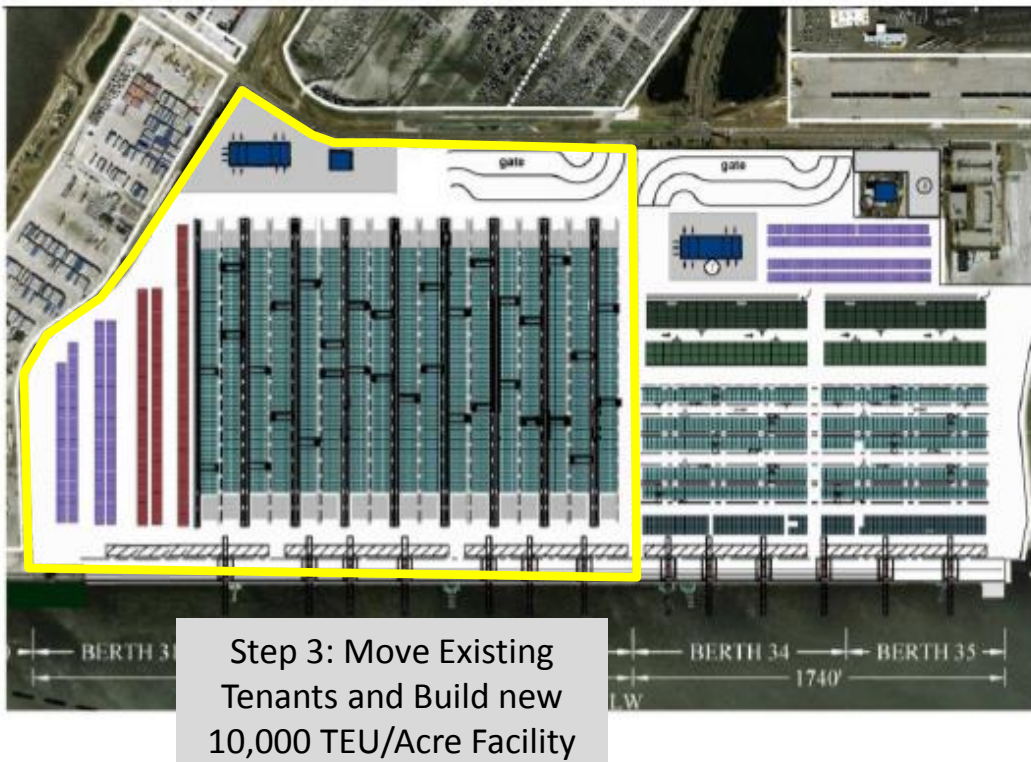 gate
gate
BERTH 34
BERTH 35
1740'
BERTH 31
LW
Step 3: Move Existing
Tenants and Build new
10,000 TEU/Acre Facility